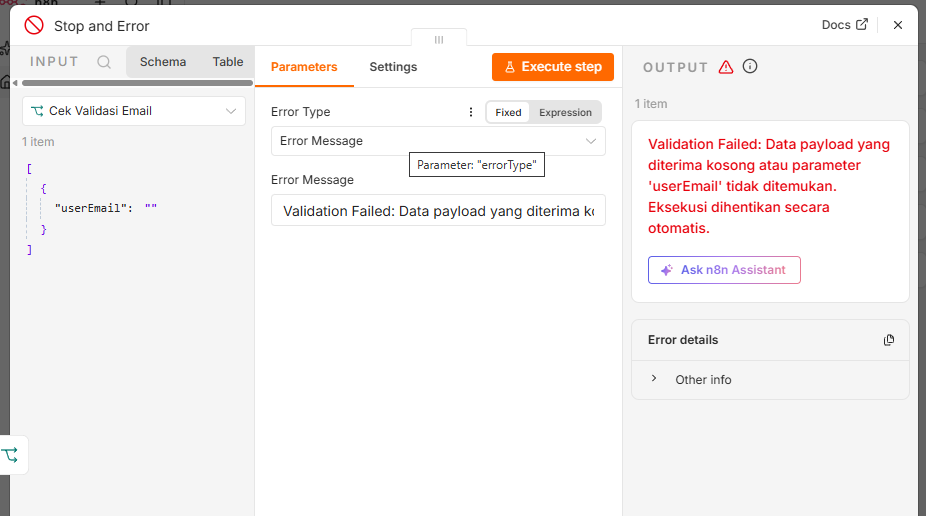 Stop and Error
Docs
INPUT
Schema
Table
Cek Validasi Email
1 item
[
{
"userEmail": ""
}
]
Parameters
Settings
Execute step
Error Type
Fixed
Expression
Error Message
Parameter: "errorType"
Error Message
Validation Failed: Data payload yang diterima ko
OUTPUT
1 item
Validation Failed: Data payload yang
diterima kosong atau parameter
'userEmail' tidak ditemukan.
Eksekusi dihentikan secara
otomatis.
Ask n8n Assistant
Error details
Other info